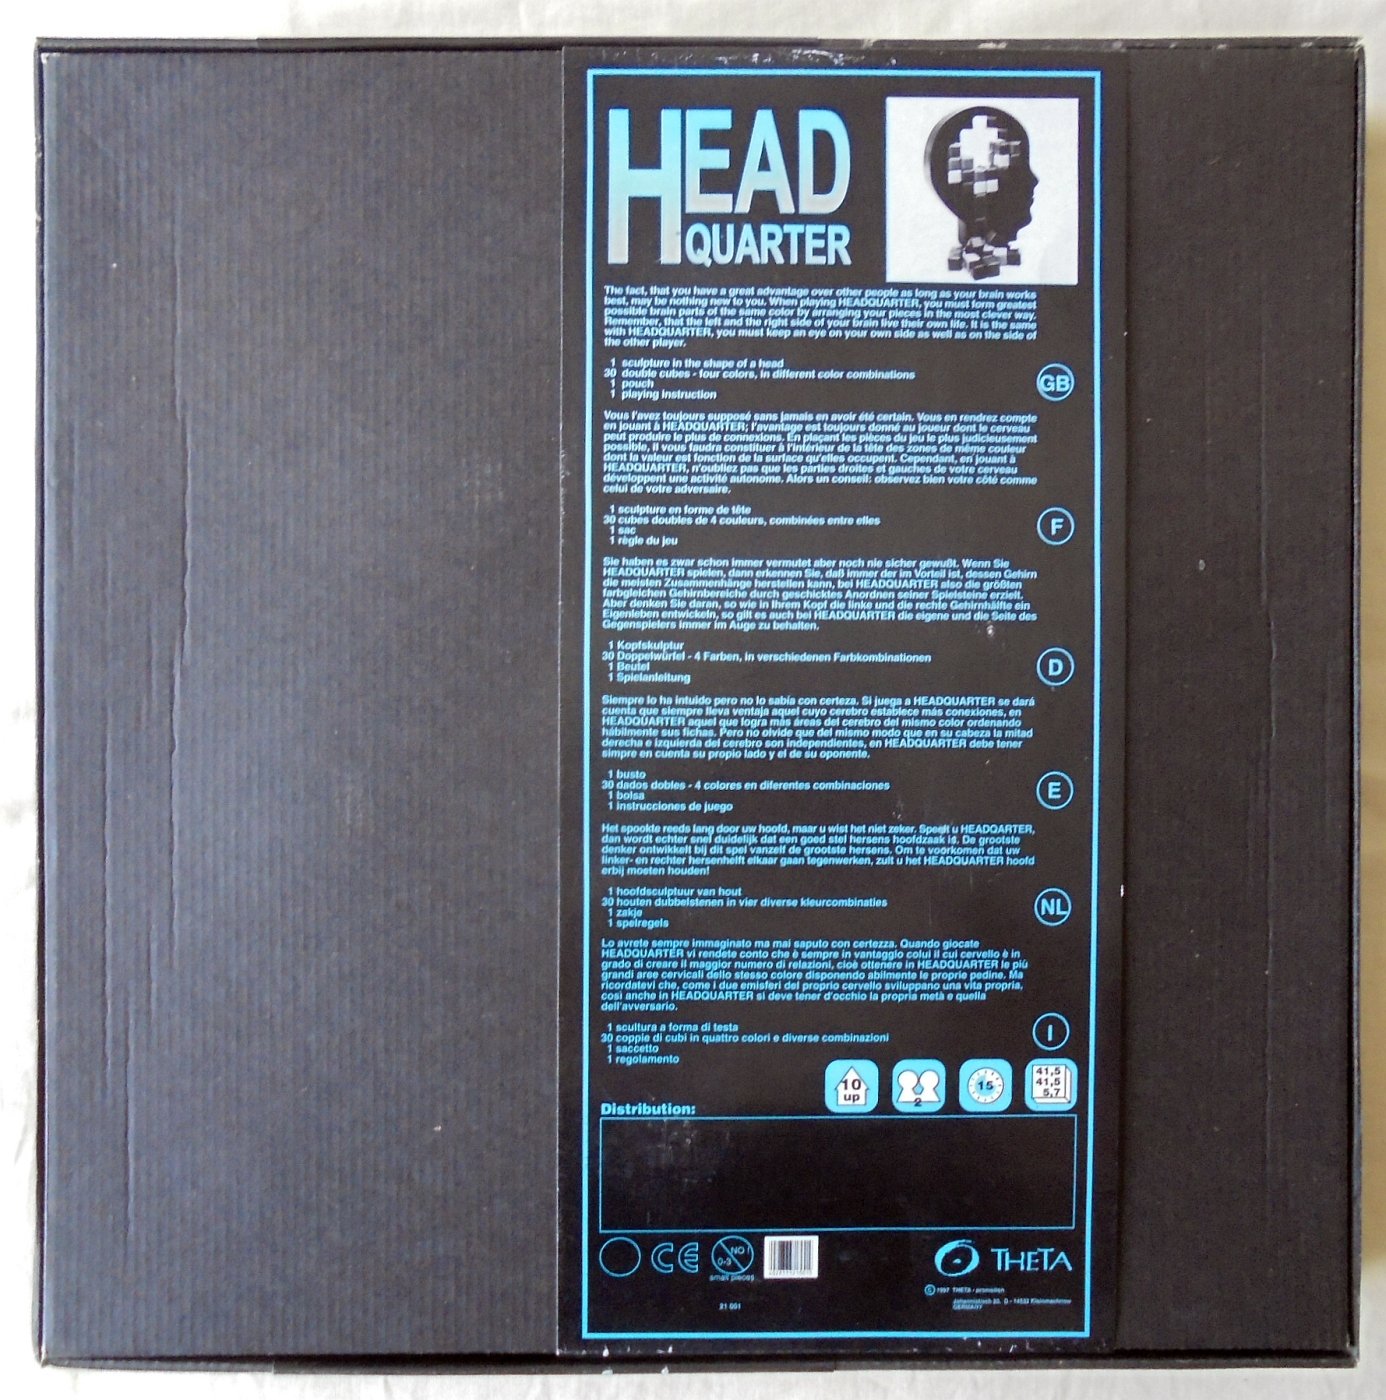 HEAD
QUARTER
The fact, that you have a great advantage over other people as long as your brain works
best, may be nothing new to you. When playing HEADQUARTER, you must form greatest
possible brain parts of the same color by arranging your pieces in the most clever way.
Remember, that the left and the right side of your brain live their own life. It is the same
with HEADQUARTER, you must keep an eye on your own side as well as on the side of
the other player.
1 sculpture in the shape of a head
30 double cubes - four colors, in different color combinations
1 pouch
1 playing instruction
GB
Vous l'avez toujours supposé sans jamais en avoir été certain. Vous en rendrez compte
en jouant à HEADQUARTER; l'avantage est toujours donné au joueur dont le cerveau
peut produire le plus de connexions. En plaçant les pièces du jeu le plus judicieusement
possible, il vous faudra constituer à l'intérieur de la tête des zones de même couleur
dont la valeur est fonction de la surface qu'elles occupent. Cependant, en jouant à
HEADQUARTER, n'oubliez pas que les parties droites et gauches de votre cerveau
développent une activité autonome. Alors un conseil: observez bien votre côté comme
celui de votre adversaire.
1 sculpture en forme de tête
30 cubes doubles de 4 couleurs, combinées entre elles
1 sac
1 règle du jeu
F
Sie haben es zwar schon immer vermutet aber noch nie sicher gewußt. Wenn Sie
HEADQUARTER spielen, dann erkennen Sie, daß immer der im Vorteil ist, dessen Gehirn
die meisten Zusammenhänge herstellen kann, bei HEADQUARTER also die größten
farbgleichen Gehirnbereiche durch geschicktes Anordnen seiner Spielsteine erzielt.
Aber denken Sie daran, so wie in Ihrem Kopf die linke und die rechte Gehirnhälfte ein
Eigenleben entwickeln, so gilt es auch bei HEADQUARTER die eigene und die Seite des
Gegenspielers immer im Auge zu behalten.
1 Kopfskulptur
30 Doppelwürfel - 4 Farben, in verschiedenen Farbkombinationen
1 Beutel
1 Spielanleitung
D
Siempre lo ha intuido pero no lo sabía con certeza. Si juega a HEADQUARTER se dará
cuenta que siempre lleva ventaja aquel cuyo cerebro establece más conexiones, en
HEADQUARTER aquel que logra más áreas del cerebro del mismo color ordenando
hábilmente sus fichas. Pero no olvide que del mismo modo que en su cabeza la mitad
derecha e izquierda del cerebro son independientes, en HEADQUARTER debe tener
simpre en cuenta su propio lado y el de su oponente.
1 busto
30 dados dobles - 4 colores en diferentes combinaciones
1 bolsa
1 instrucciones de juego
E
Het spookte reeds lang door uw hoofd, maar u wist het niet zeker. Speelt u HEADQARTER,
dan wordt echter snel duidelijk dat een goed stel hersens hoofdzaak is. De grootste
denker ontwikkelt bij dit spel vanzelf de grootste hersens. Om te voorkomen dat uw
linker- en rechter hersenhelft elkaar gaan tegenwerken, zult u het HEADQUARTER hoofd
erbij moeten houden!
1 hoofdsculptuur van hout
30 houten dubbelstenen in vier diverse kleurcombinaties
1 zakje
1 spelregels
NL
Lo avrete sempre immaginato ma mai saputo con certezza. Quando giocate
HEADQUARTER vi rendete conto che è sempre in vantaggio colui il cui cervello è in
grado di creare il maggior numero di relazioni, cioè ottenere in HEADQUARTER le più
grandi aree cervicali dello stesso colore disponendo abilmente le proprie pedine. Ma
ricordatevi che, come i due emisferi del proprio cervello sviluppano una vita propria,
così anche in HEADQUARTER si deve tener d'occhio la propria metà e quella
dell'avversario.
1 scultura a forma di testa
30 coppie di cubi in quattro colori e diverse combinazioni
1 saccetto
1 regolamento
I
10
up
2
15
41,5
41,5
5,7
Distribution:
CE
NO!
0-3
small pieces
THETA
© 1997 THETA - promotion
D - 14532 Kleinmachnow
GERMANY
21 001